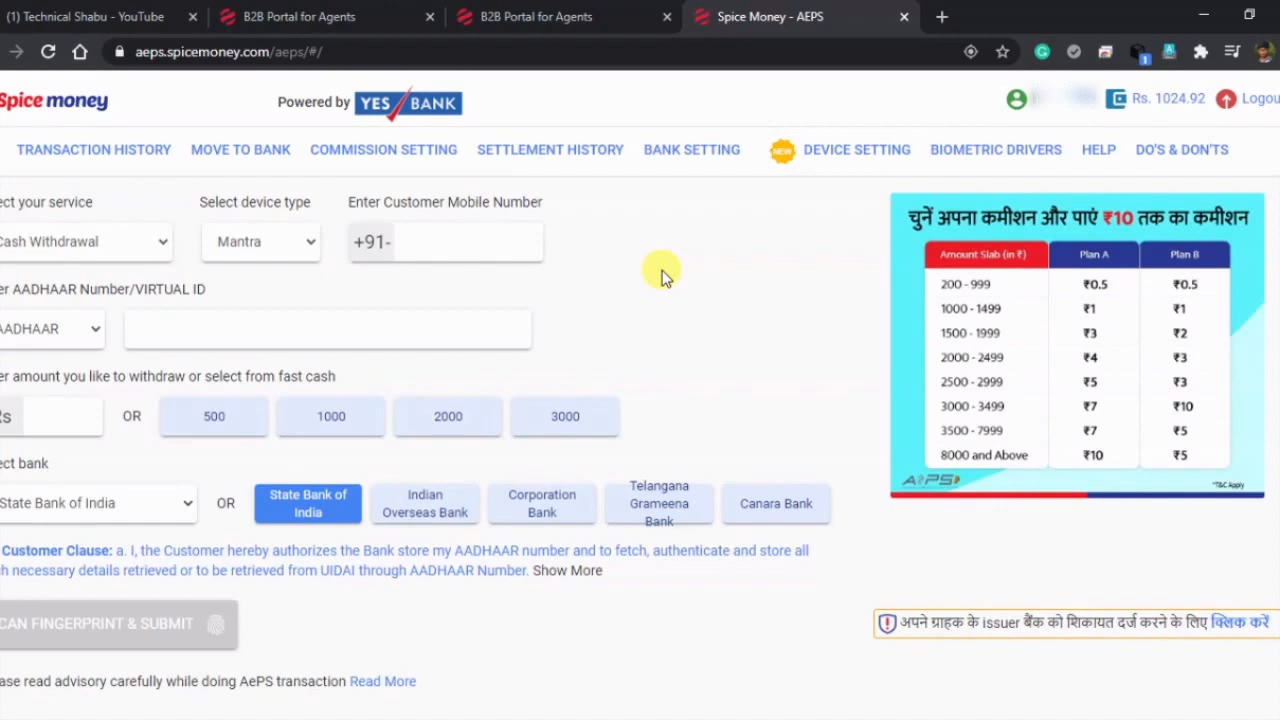 (1) Technical Shabu - YouTube
B2B Portal for Agents
B2B Portal for Agents
Spice Money - AEPS
aeps.spicemoney.com/aeps/#/
1
Spice money
Powered by YES BANK
Rs. 1024.92
Logou
TRANSACTION HISTORY MOVE TO BANK COMMISSION SETTING SETTLEMENT HISTORY BANK SETTING NEW DEVICE SETTING BIOMETRIC DRIVERS HELP DO'S & DON'TS
ect your service Select device type Enter Customer Mobile Number
Cash Withdrawal Mantra +91-
er AADHAAR Number/VIRTUAL ID
AADHAAR
er amount you like to withdraw or select from fast cash
Rs OR 500 1000 2000 3000
ect bank
State Bank of India OR
State Bank of
India
Indian
Overseas Bank
Corporation
Bank
Telangana
Grameena
Bank
Canara Bank
Customer Clause: a. I, the Customer hereby authorizes the Bank store my AADHAAR number and to fetch, authenticate and store all
h necessary details retrieved or to be retrieved from UIDAI through AADHAAR Number. Show More
CAN FINGERPRINT & SUBMIT
ase read advisory carefully while doing AePS transaction Read More
चुनें अपना कमीशन और पाएं ₹10 तक का कमीशन
Amount Slab (in ₹) Plan A Plan B
200 - 999 ₹0.5 ₹0.5
1000 - 1499 ₹1 ₹1
1500 - 1999 ₹3 ₹2
2000 - 2499 ₹4 ₹3
2500 - 2999 ₹5 ₹3
3000 - 3499 ₹7 ₹10
3500 - 7999 ₹7 ₹5
8000 and Above ₹10 ₹5
AEPS
*T&C Apply
अपने ग्राहक के issuer बैंक को शिकायत दर्ज करने के लिए क्लिक करें